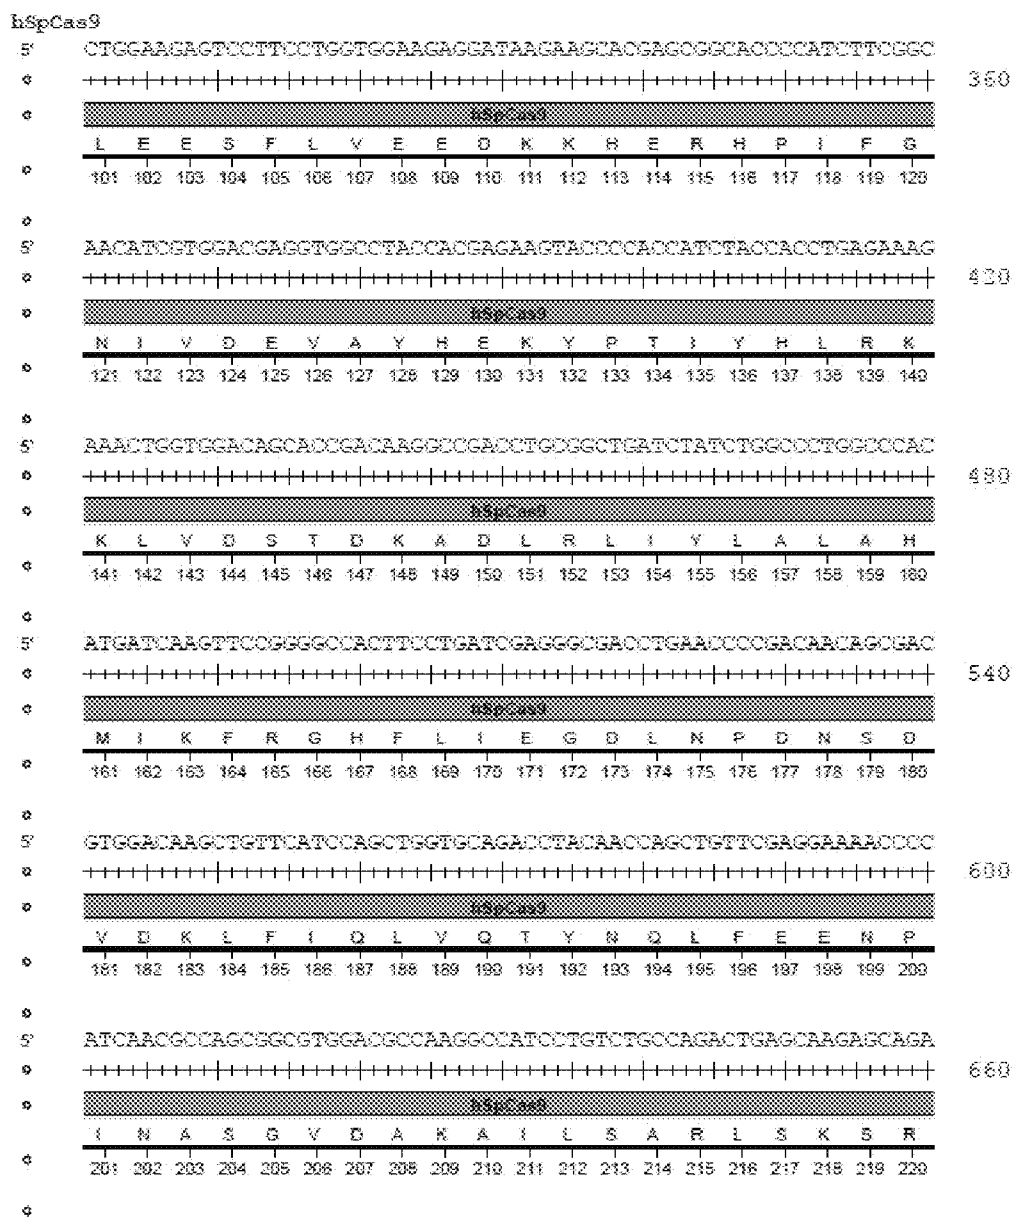 hSpCas9
5' CTGGAAGAGTCCTTCCTGGTGGAAGAGGATAAGAAGCACGAGCGGCACCCCATCTTCGGC
360
hSpCas9
L E E S F L V E E D K K H E R H P I F G
101 102 103 104 105 106 107 108 109 110 111 112 113 114 115 116 117 118 119 120
5' AACATCGTGGACGAGGTGGCCTACCACGAGAAGTACCCCACCATCTACCACCTGAGAAAG
420
hSpCas9
N I V D E V A Y H E K Y P T I Y H L R K
121 122 123 124 125 126 127 128 129 130 131 132 133 134 135 136 137 138 139 140
5' AAACTGGTGGACAGCACCGACAAGGCCGACCTGCGGCTGATCTATCTGGCCCTGGCCCAC
480
hSpCas9
K L V D S T D K A D L R L I Y L A L A H
141 142 143 144 145 146 147 148 149 150 151 152 153 154 155 156 157 158 159 160
5' ATGATCAAGTTCCGGGGCCACTTCCTGATCGAGGGCGACCTGAACCCCGACAACAGCGAC
540
hSpCas9
M I K F R G H F L I E G D L N P D N S D
161 162 163 164 165 166 167 168 169 170 171 172 173 174 175 176 177 178 179 180
5' GTGGACAAGCTGTTCATCCAGCTGGTGCAGACCTACAACCAGCTGTTCGAGGAAAACCCC
600
hSpCas9
V D K L F I Q L V Q T Y N Q L F E E N P
181 182 183 184 185 186 187 188 189 190 191 192 193 194 195 196 197 198 199 200
5' ATCAACGCCAGCGGCGTGGACGCCAAGGCCATCCTGTCTGCCAGACTGAGCAAGAGCAGA
660
hSpCas9
I N A S G V D A K A I L S A R L S K S R
201 202 203 204 205 206 207 208 209 210 211 212 213 214 215 216 217 218 219 220